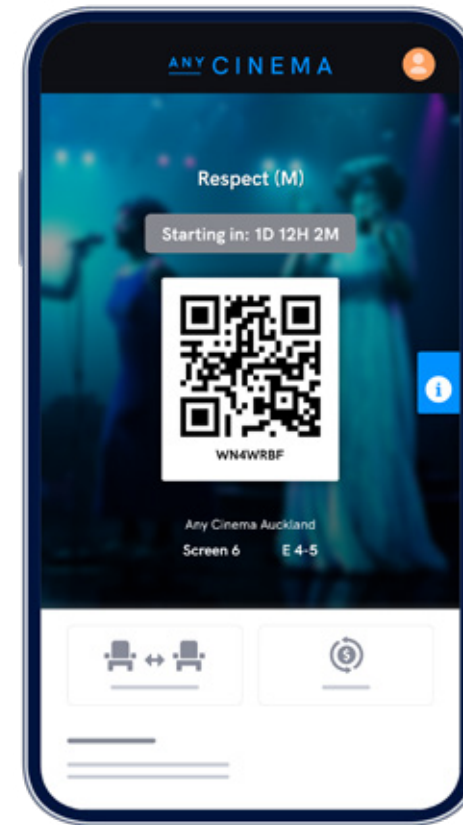 ANY CINEMA
Respect (M)
Starting in: 1D 12H 2M
WN4WRBF
Any Cinema Auckland
Screen 6 E 4-5